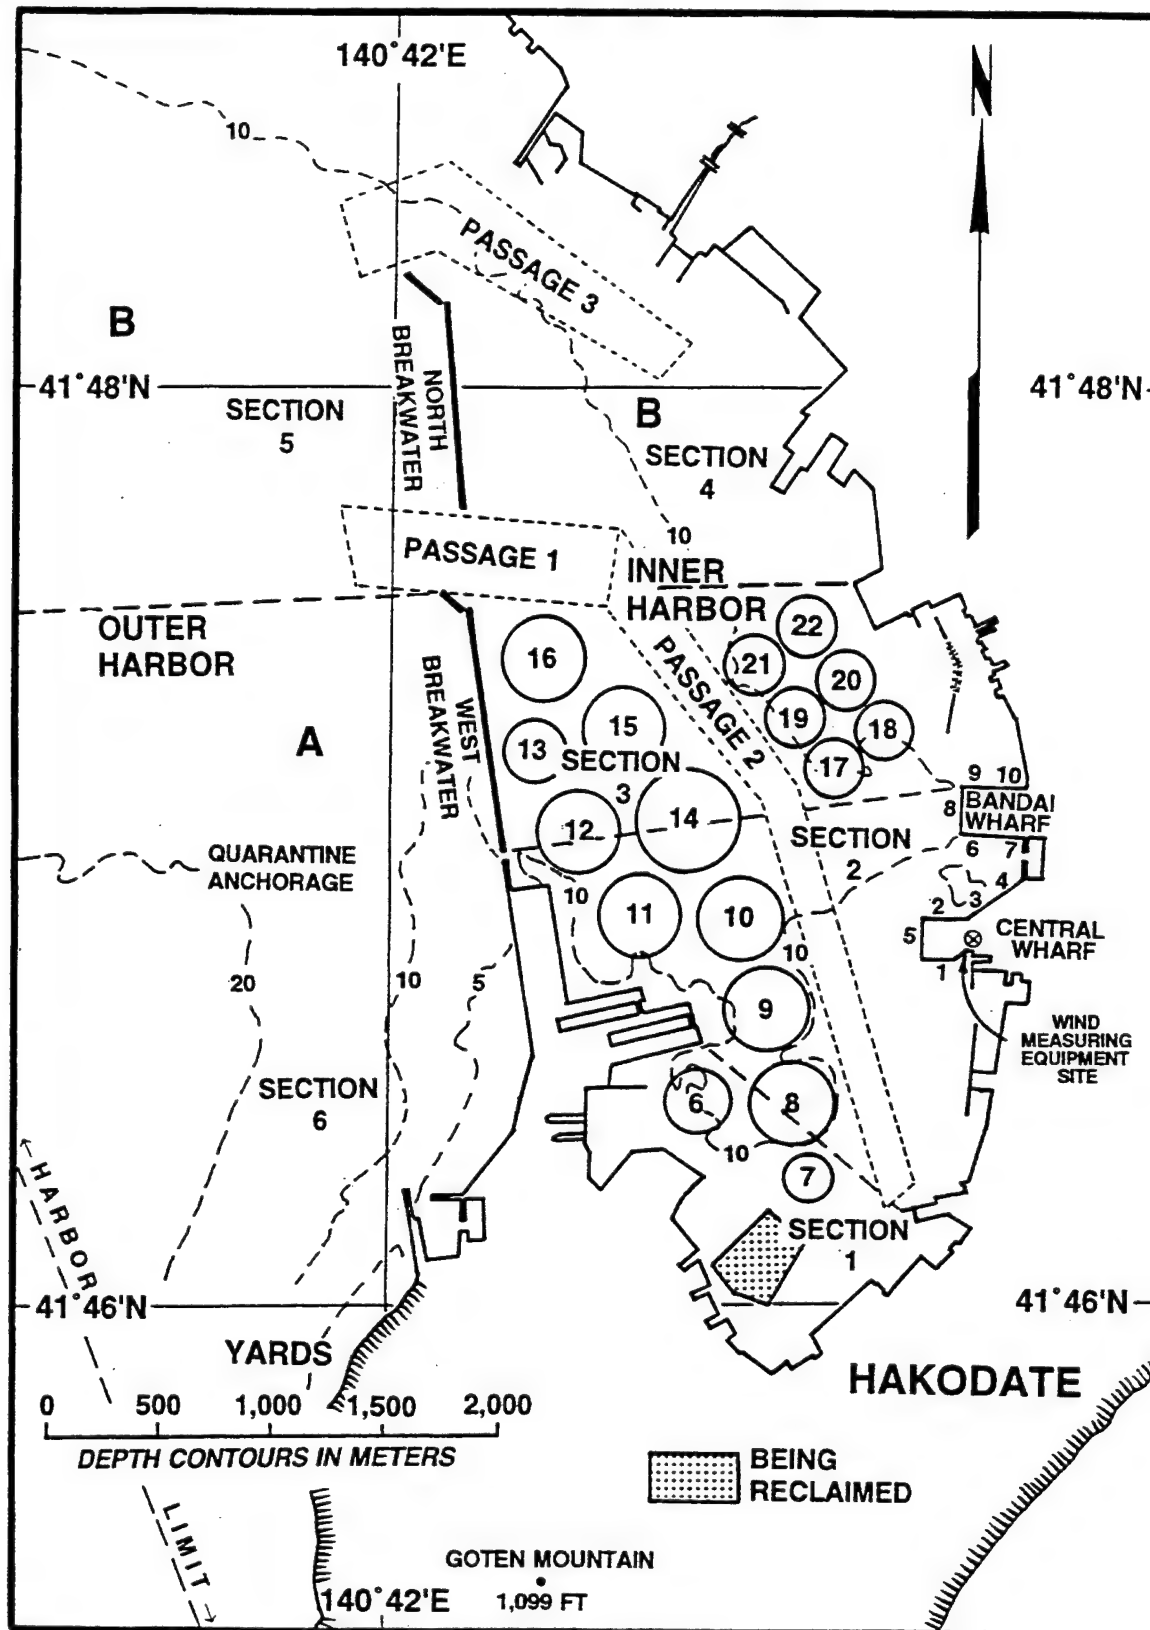 140°42'E
N
10
PASSAGE 3
B
NORTH
BREAKWATER
41°48'N
41°48'N
SECTION
5
B
SECTION
4
10
PASSAGE 1
INNER
HARBOR
OUTER
HARBOR
22
16
21
20
PASSAGE 2
WEST
BREAKWATER
A
15
19
18
13
SECTION
3
17
9 10
8
BANDAI
WHARF
14
12
SECTION
2
6 7
QUARANTINE
ANCHORAGE
10
4
3
2
11
10
5
CENTRAL
WHARF
10
1
20
10
5
9
WIND
MEASURING
EQUIPMENT
SITE
SECTION
6
6
8
10
7
HARBOR
SECTION
1
41°46'N
41°46'N
YARDS
HAKODATE
0 500 1,000 1,500 2,000
DEPTH CONTOURS IN METERS
BEING
RECLAIMED
LIMIT
GOTEN MOUNTAIN
1,099 FT
140°42'E